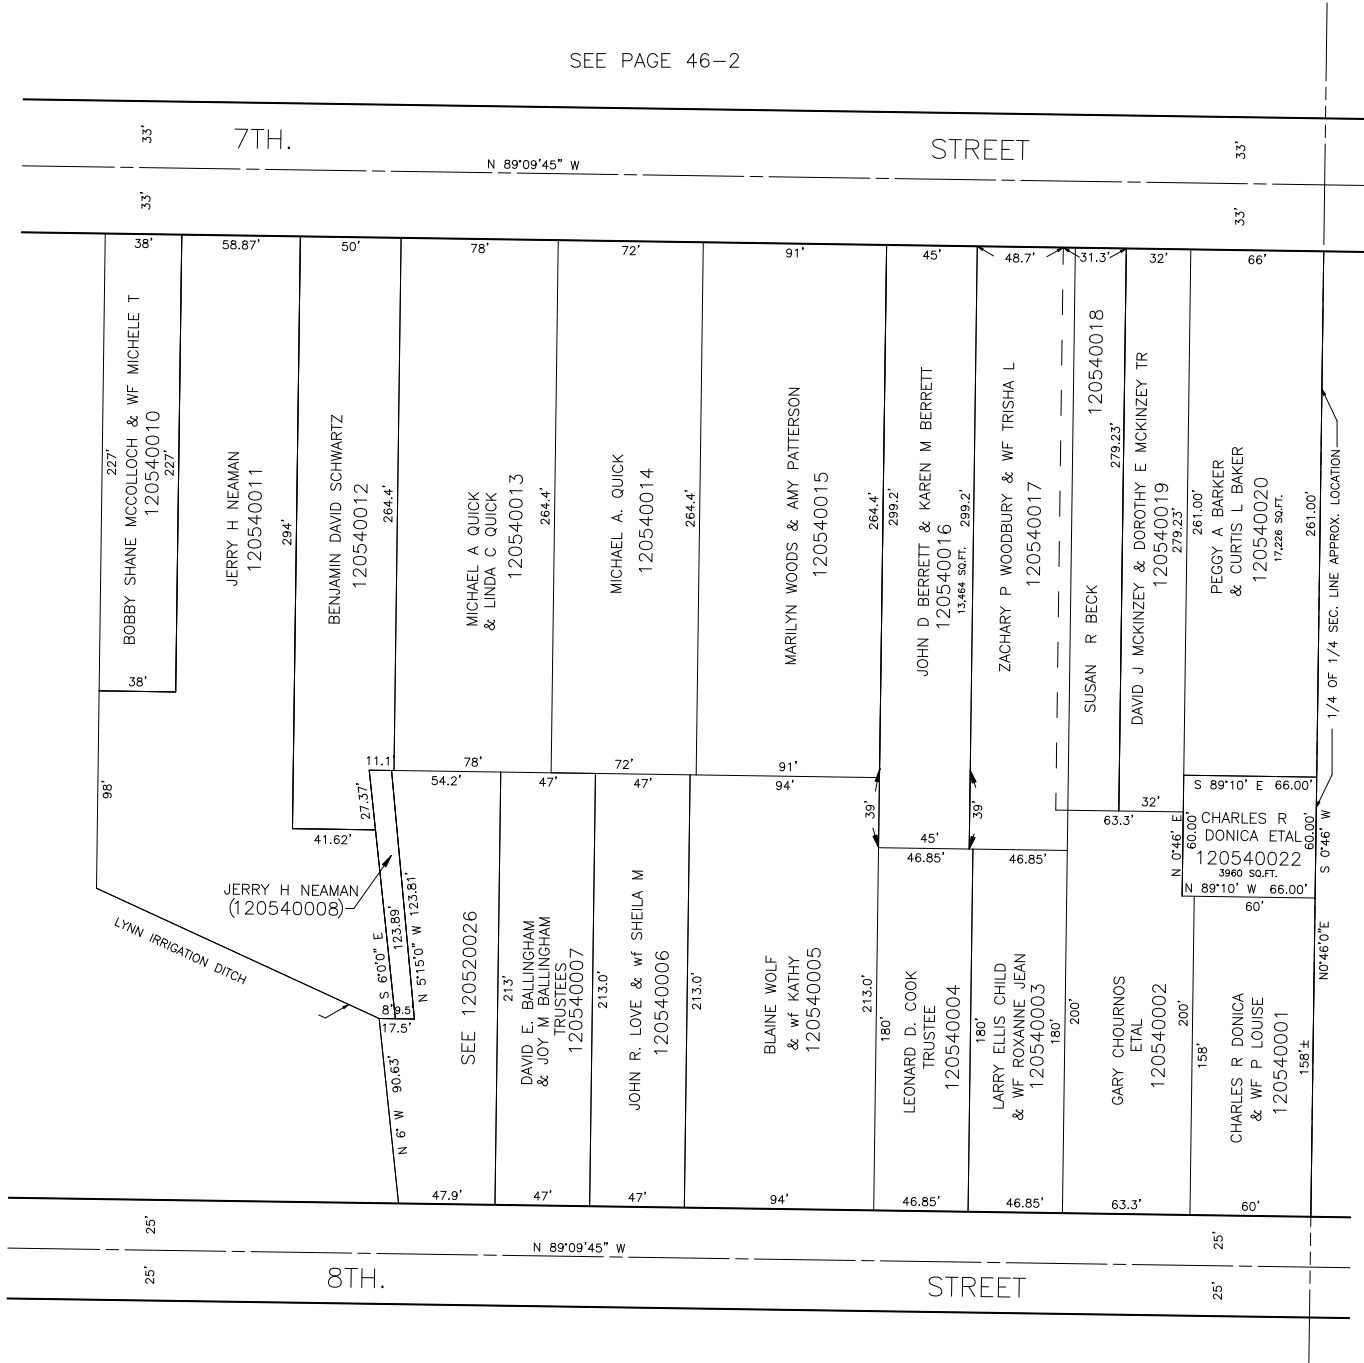 SEE PAGE 46-2
33'
7TH.
STREET
33'
N 89°09'45" W
33'
33'
38'
58.87'
50'
78'
72'
91'
45'
48.7'
31.3'
32'
66'
BOBBY SHANE MCCOLLOCH & WF MICHELE T
120540010
227'
227'
38'
98'
JERRY H NEAMAN
120540011
294'
BENJAMIN DAVID SCHWARTZ
120540012
264.4'
MICHAEL A QUICK
& LINDA C QUICK
120540013
264.4'
MICHAEL A. QUICK
120540014
264.4'
MARILYN WOODS & AMY PATTERSON
120540015
264.4'
299.2'
JOHN D BERRETT & KAREN M BERRETT
120540016
13,464 SQ.FT.
299.2'
ZACHARY P WOODBURY & WF TRISHA L
120540017
SUSAN R BECK
120540018
279.23'
DAVID J MCKINZEY & DOROTHY E MCKINZEY TR
120540019
279.23'
261.00'
PEGGY A BARKER
& CURTIS L BAKER
120540020
17,226 SQ.FT.
261.00'
1/4 OF 1/4 SEC. LINE APPROX. LOCATION
11.1'
78'
72'
91'
54.2'
47'
47'
94'
27.37'
41.62'
39'
39'
45'
46.85'
46.85'
32'
63.3'
S 89°10' E 66.00'
N 0°46' E
60.00'
CHARLES R
DONICA ETAL
120540022
3960 SQ.FT.
60.00'
S 0°46' W
N 89°10' W 66.00'
60'
JERRY H NEAMAN
(120540008)
LYNN IRRIGATION DITCH
S 6°0'0" E
123.89'
N 5°15'0" W 123.81'
8'
9.5'
17.5'
N 6° W 90.63'
SEE 120520026
213'
DAVID E. BALLINGHAM
& JOY M BALLINGHAM
TRUSTEES
120540007
213.0'
JOHN R. LOVE & wf SHEILA M
120540006
213.0'
BLAINE WOLF
& wf KATHY
120540005
213.0'
180'
LEONARD D. COOK
TRUSTEE
120540004
180'
LARRY ELLIS CHILD
& WF ROXANNE JEAN
120540003
180'
200'
GARY CHOURNOS
ETAL
120540002
200'
158'
CHARLES R DONICA
& WF P LOUISE
120540001
158'±
N0°46'0"E
47.9'
47'
47'
94'
46.85'
46.85'
63.3'
60'
25'
25'
N 89°09'45" W
25'
8TH.
STREET
25'